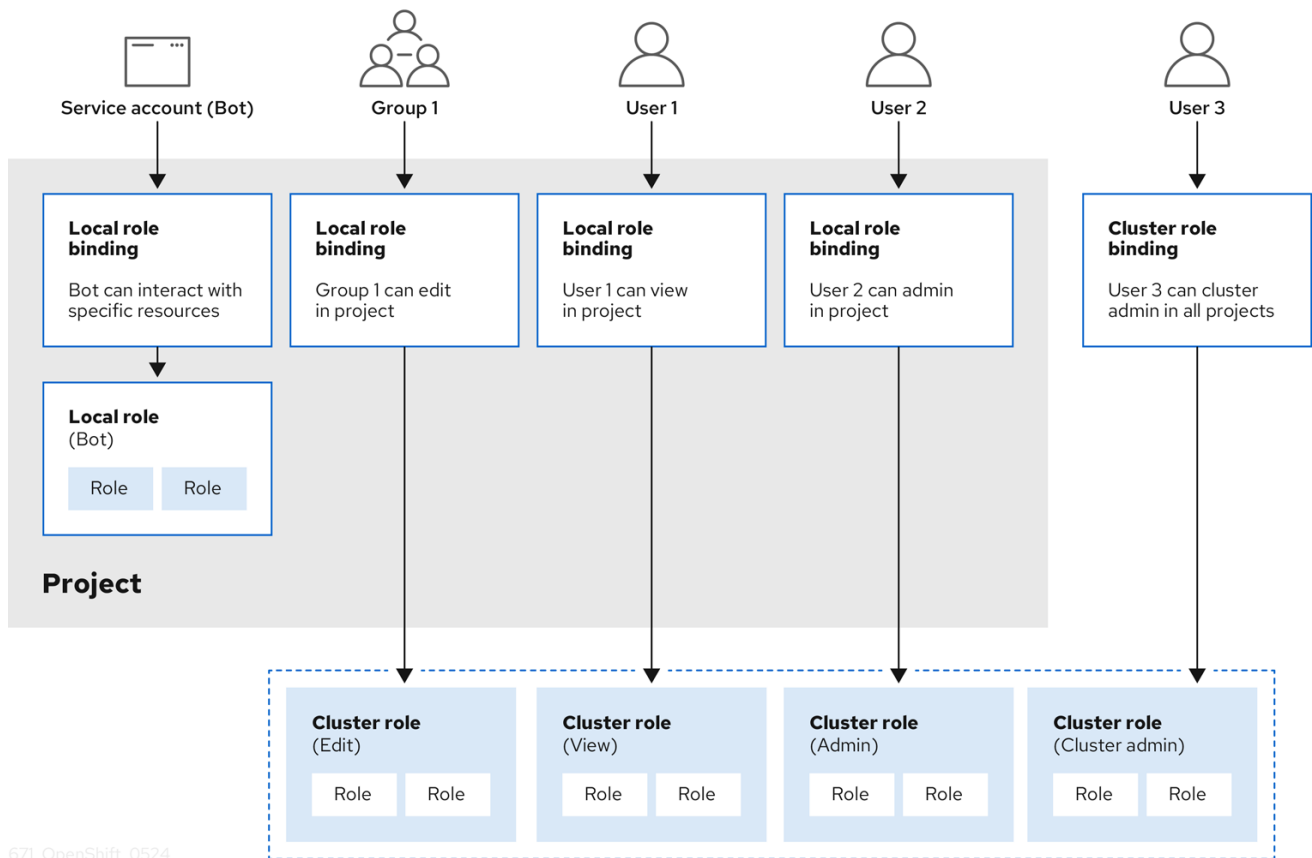 Service account (Bot)
Group 1
User 1
User 2
User 3
Local role
binding
Bot can interact with
specific resources
Local role
binding
Group 1 can edit
in project
Local role
binding
User 1 can view
in project
Local role
binding
User 2 can admin
in project
Cluster role
binding
User 3 can cluster
admin in all projects
Local role
(Bot)
Role
Role
Project
Cluster role
(Edit)
Role
Role
Cluster role
(View)
Role
Role
Cluster role
(Admin)
Role
Role
Cluster role
(Cluster admin)
Role
Role
671_OpenShift_0524